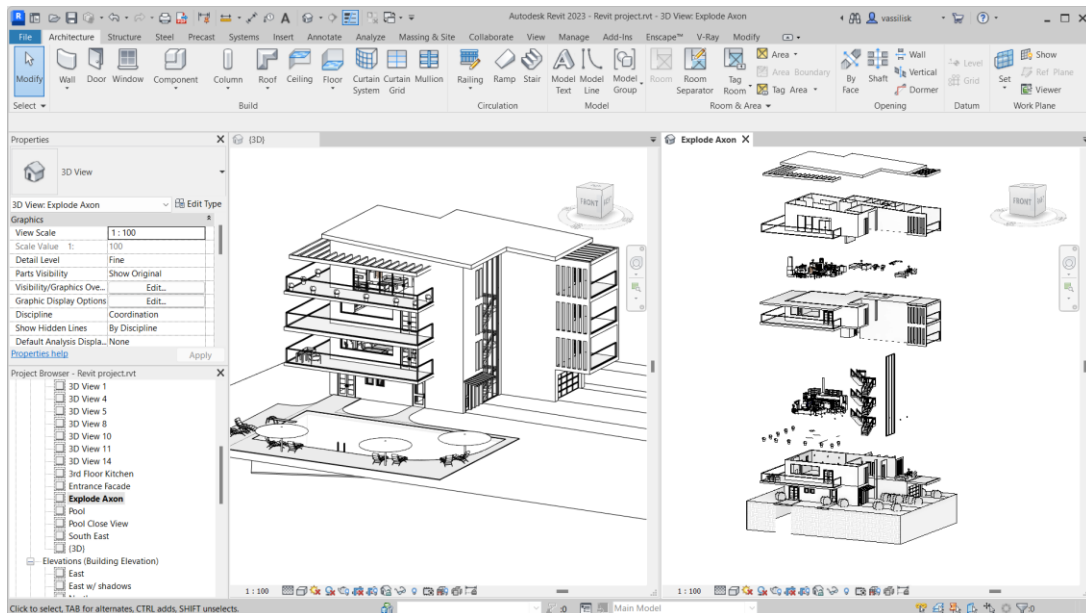 Autodesk Revit 2023 - Revit project.rvt - 3D View: Explode Axon
vassilisk
File Architecture Structure Steel Precast Systems Insert Annotate Analyze Massing & Site Collaborate View Manage Add-Ins Enscape™ V-Ray Modify
Modify Wall Door Window Component Column Roof Ceiling Floor Curtain System Curtain Grid Mullion Railing Ramp Stair Model Text Model Line Model Group Room Room Separator Tag Room Area Area Boundary Tag Area By Face Shaft Wall Vertical Dormer Level Grid Set Show Ref Plane Viewer
Select Build Circulation Model Room & Area Opening Datum Work Plane
Properties
3D View
3D View: Explode Axon Edit Type
Graphics
View Scale 1 : 100
Scale Value 1: 100
Detail Level Fine
Parts Visibility Show Original
Visibility/Graphics Ove... Edit...
Graphic Display Options Edit...
Discipline Coordination
Show Hidden Lines By Discipline
Default Analysis Displa... None
Properties help Apply
Project Browser - Revit project.rvt
3D View 1
3D View 4
3D View 5
3D View 8
3D View 10
3D View 11
3D View 14
3rd Floor Kitchen
Entrance Facade
Explode Axon
Pool
Pool Close View
South East
{3D}
Elevations (Building Elevation)
East
East w/ shadows
{3D}
FRONT
1 : 100
Explode Axon
FRONT
1 : 100
Click to select, TAB for alternates, CTRL adds, SHIFT unselects.
:0
Main Model
:0